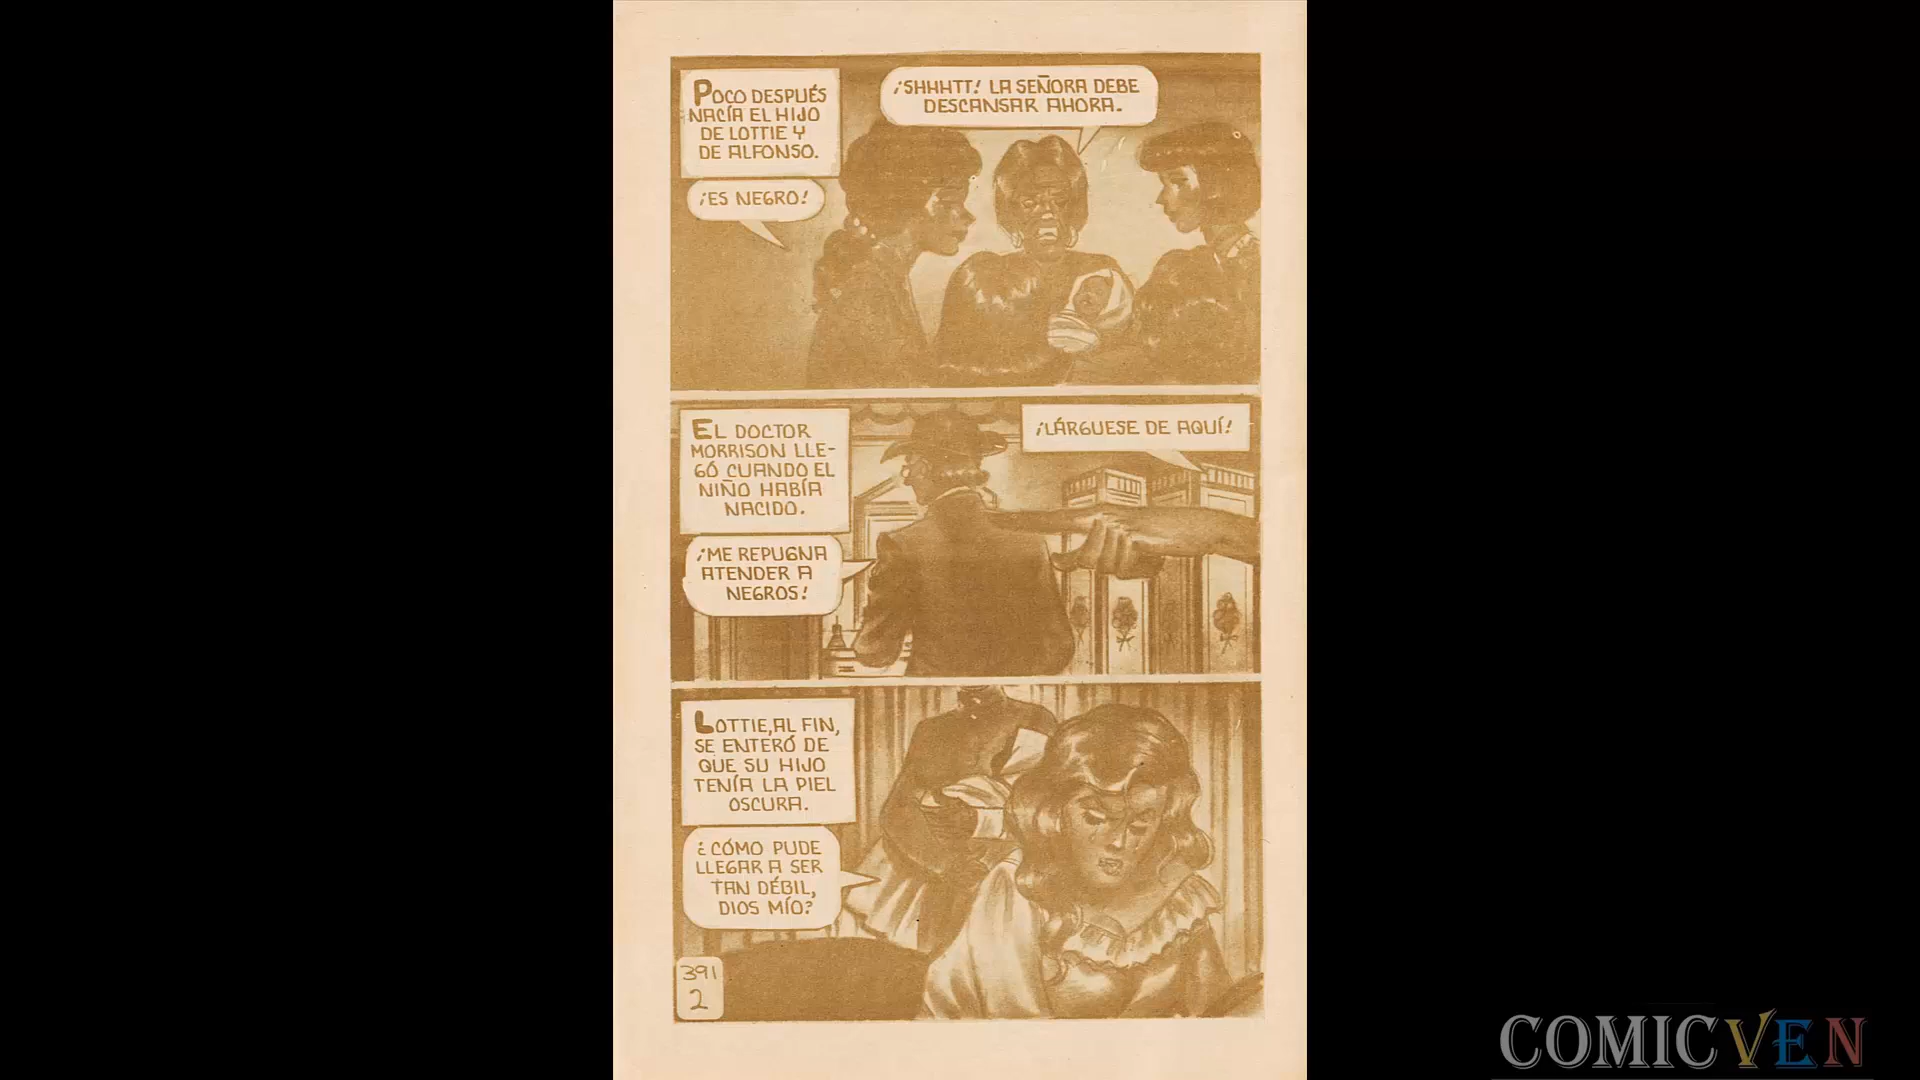 POCO DESPUÉS
NACÍA EL HIJO
DE LOTTIE Y
DE ALFONSO.
¡SHHHTT! LA SEÑORA DEBE
DESCANSAR AHORA.
¡ES NEGRO!
EL DOCTOR
MORRISON LLE-
GÓ CUANDO EL
NIÑO HABÍA
NACIDO.
¡LÁRGUESE DE AQUÍ!
¡ME REPUGNA
ATENDER A
NEGROS!
LOTTIE, AL FIN,
SE ENTERÓ DE
QUE SU HIJO
TENÍA LA PIEL
OSCURA.
¿CÓMO PUDE
LLEGAR A SER
TAN DÉBIL,
DIOS MÍO?
391
2
COMICVEN